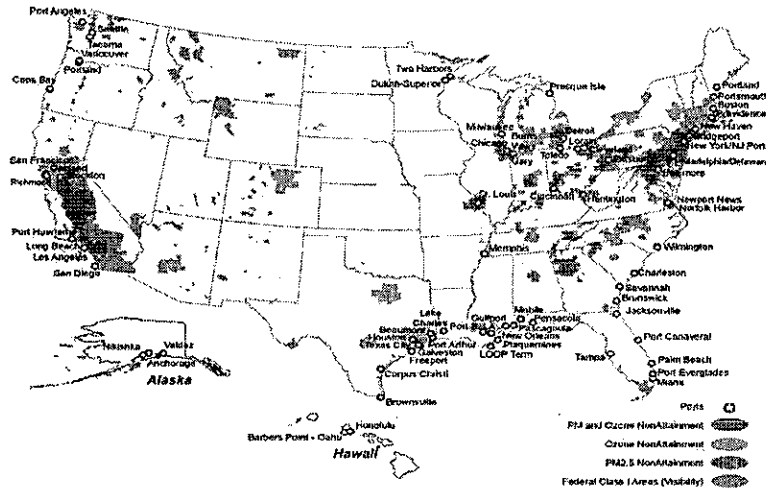 Port Angeles
Seattle
Tacoma
Vancouver
Portland
Coos Bay
Two Harbors
Duluth-Superior
Presque Isle
Portland
Portsmouth
Boston
Providence
New Haven
Bridgeport
New York/NJ Port
Philadelphia/Delaware
Baltimore
Milwaukee
Chicago
Gary
Detroit
Toledo
Cincinnati
Huntington
Newport News
Norfolk Harbor
San Francisco
Stockton
Port Hueneme
Long Beach
Los Angeles
San Diego
Memphis
Wilmington
Charleston
Savannah
Brunswick
Jacksonville
Port Canaveral
Palm Beach
Port Everglades
Miami
Tampa
Lake
Charles
Beaumont
Houston
Texas City
Port Arthur
Galveston
Freeport
Corpus Christi
Brownsville
Gulfport
Mobile
Pensacola
Pascagoula
New Orleans
Plaquemines
LOOP Term
Valdez
Anchorage
Alaska
Honolulu
Barbers Point - Oahu
Hawaii
Ports
PM and Ozone NonAttainment
Ozone NonAttainment
PM2.5 NonAttainment
Federal Class I Areas (Visibility)